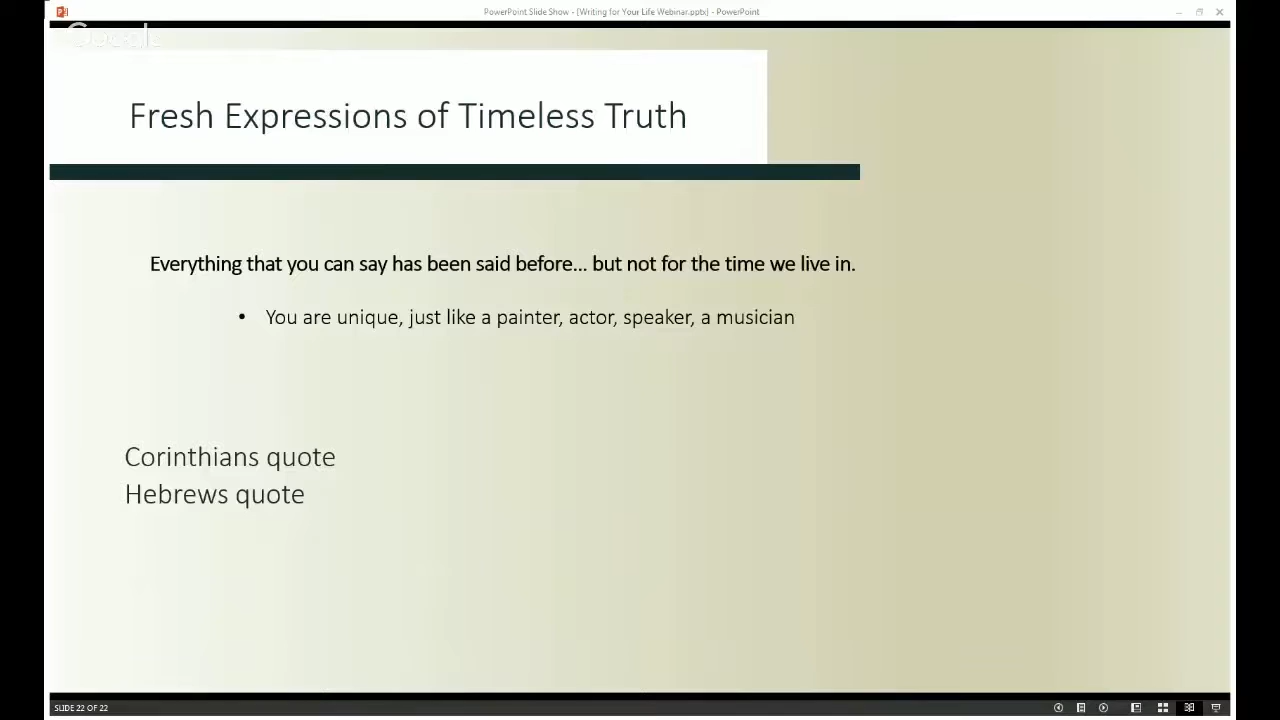 PowerPoint Slide Show - [Writing for Your Life Webinar.pptx] - PowerPoint
Google
Fresh Expressions of Timeless Truth
Everything that you can say has been said before... but not for the time we live in.
• You are unique, just like a painter, actor, speaker, a musician
Corinthians quote
Hebrews quote
SLIDE 22 OF 22